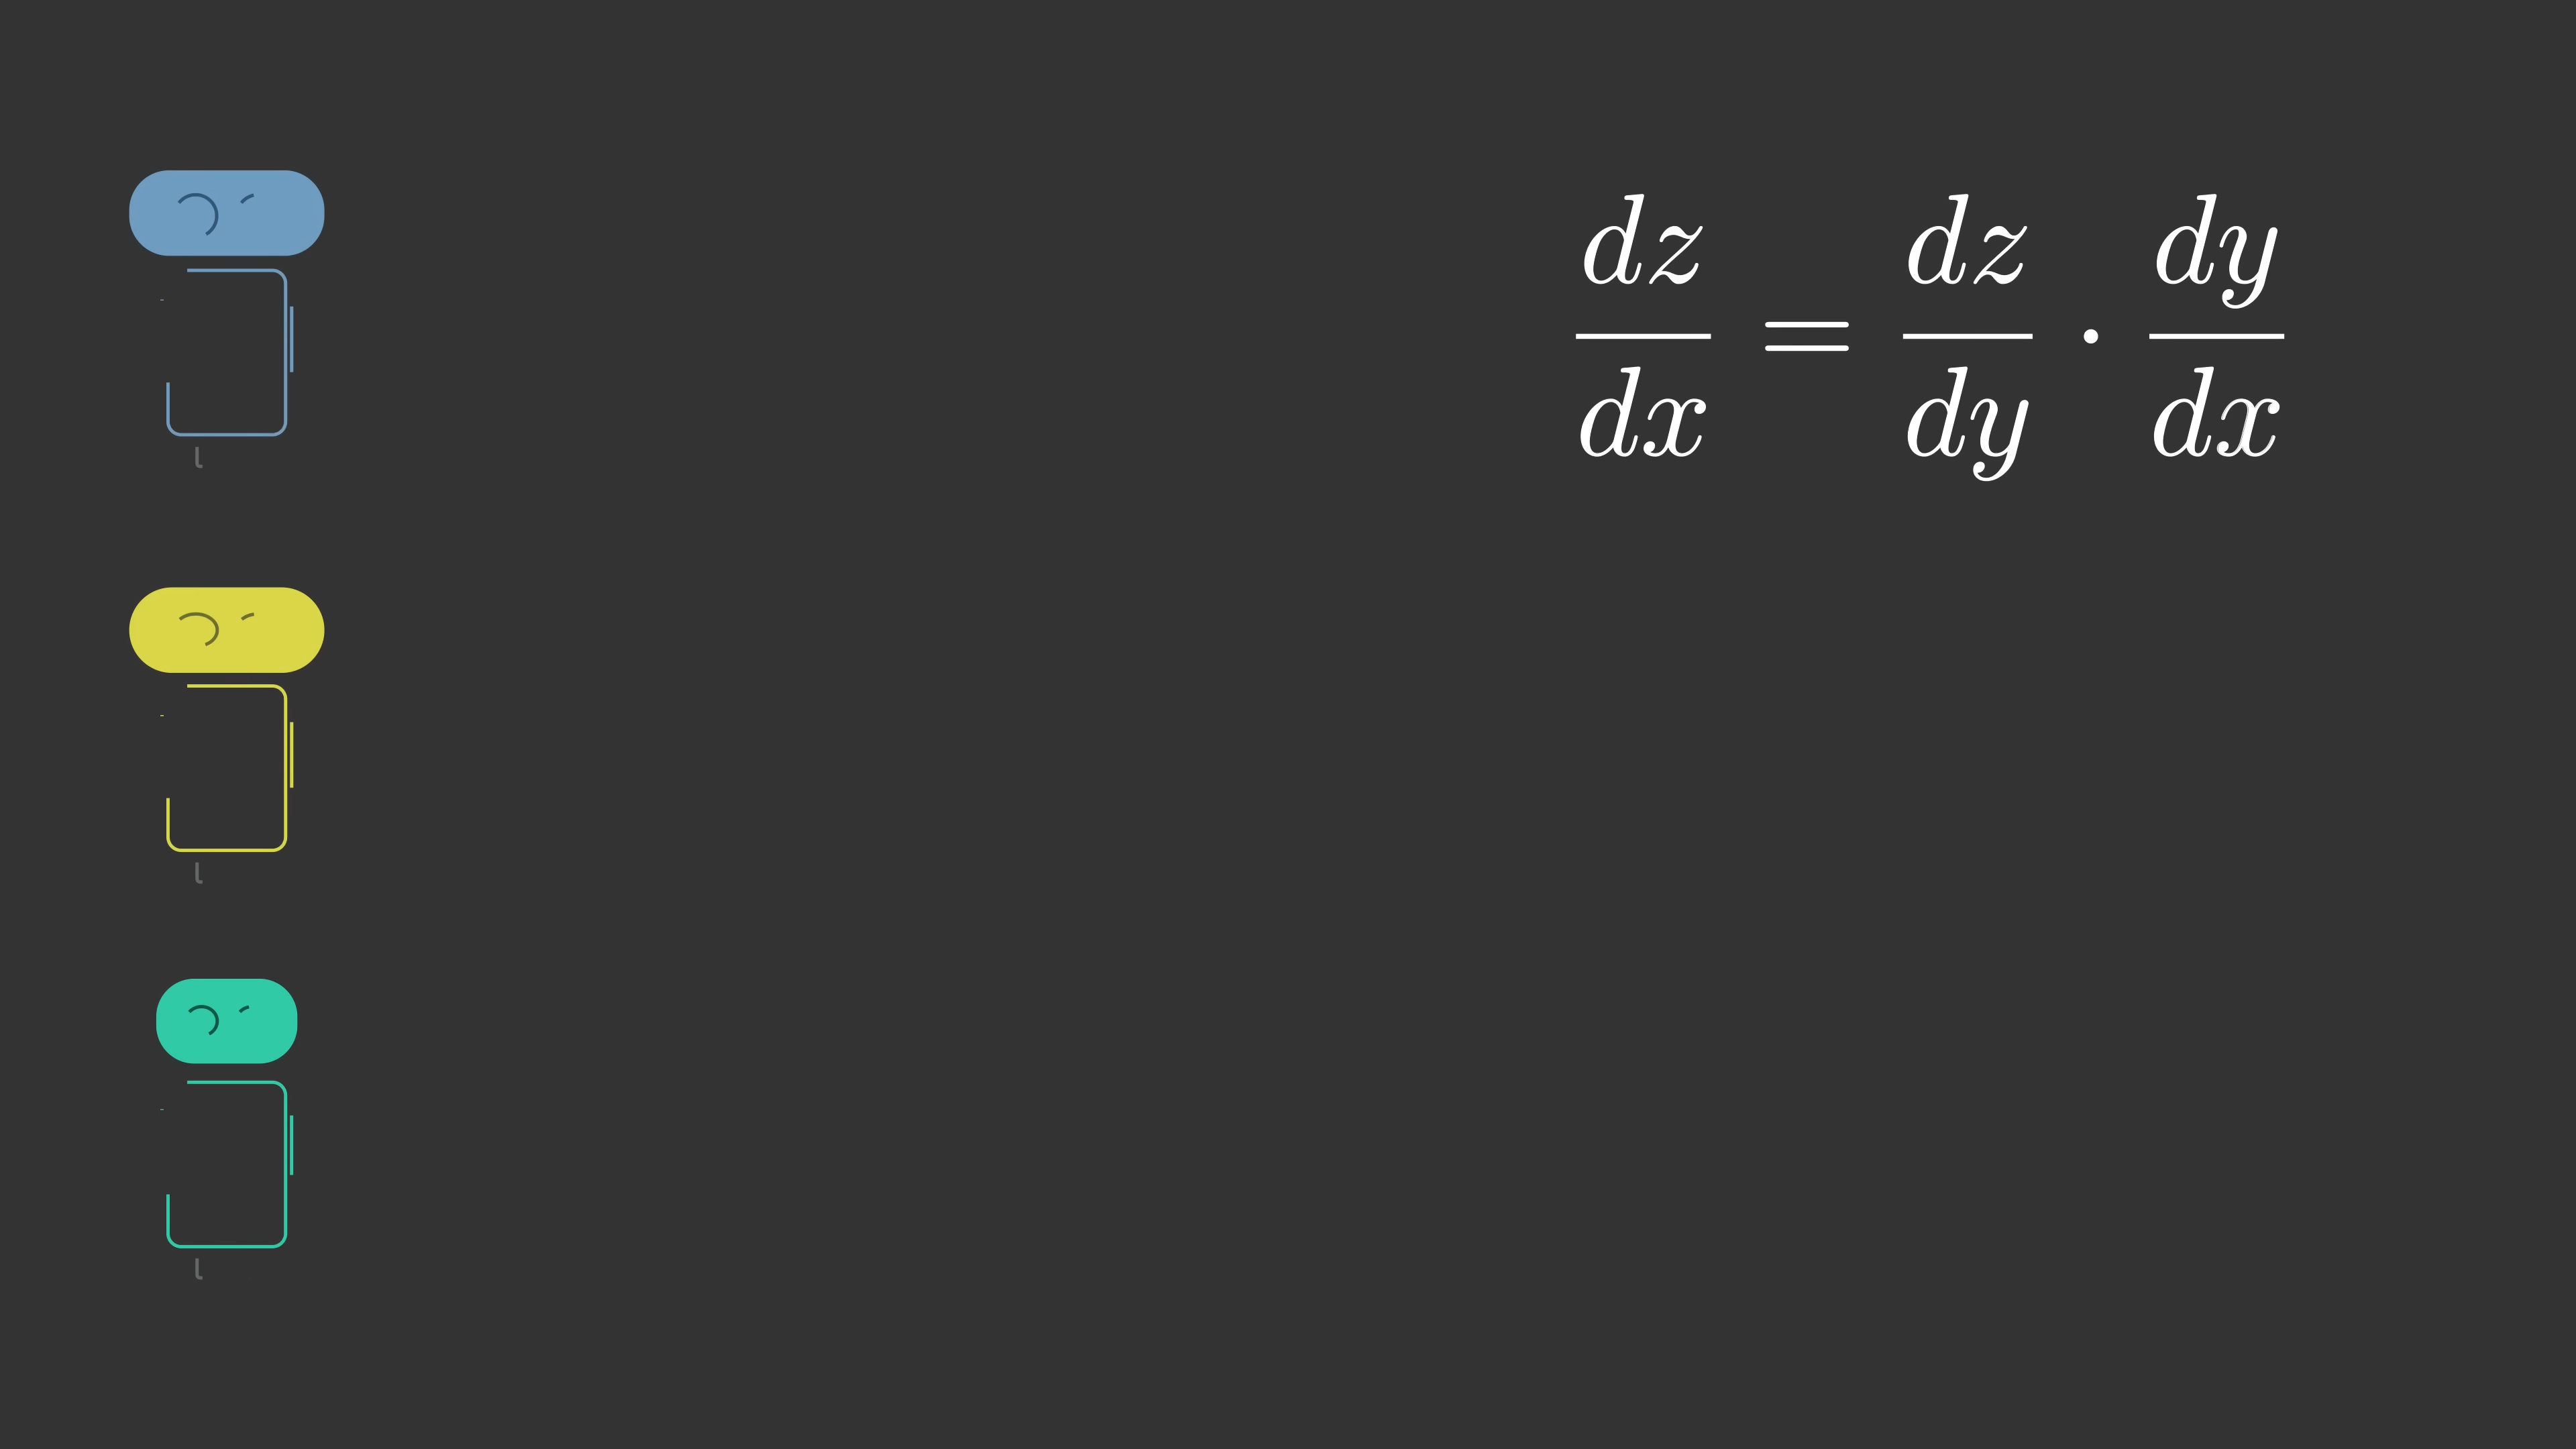 dz/dx = dz/dy · dy/dx